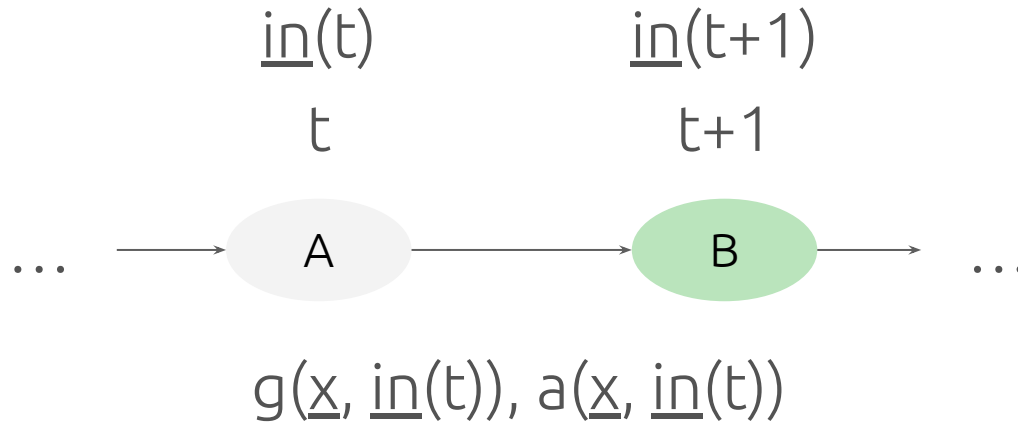 in(t) in(t+1)
t t+1
... A B ...
g(x, in(t)), a(x, in(t))